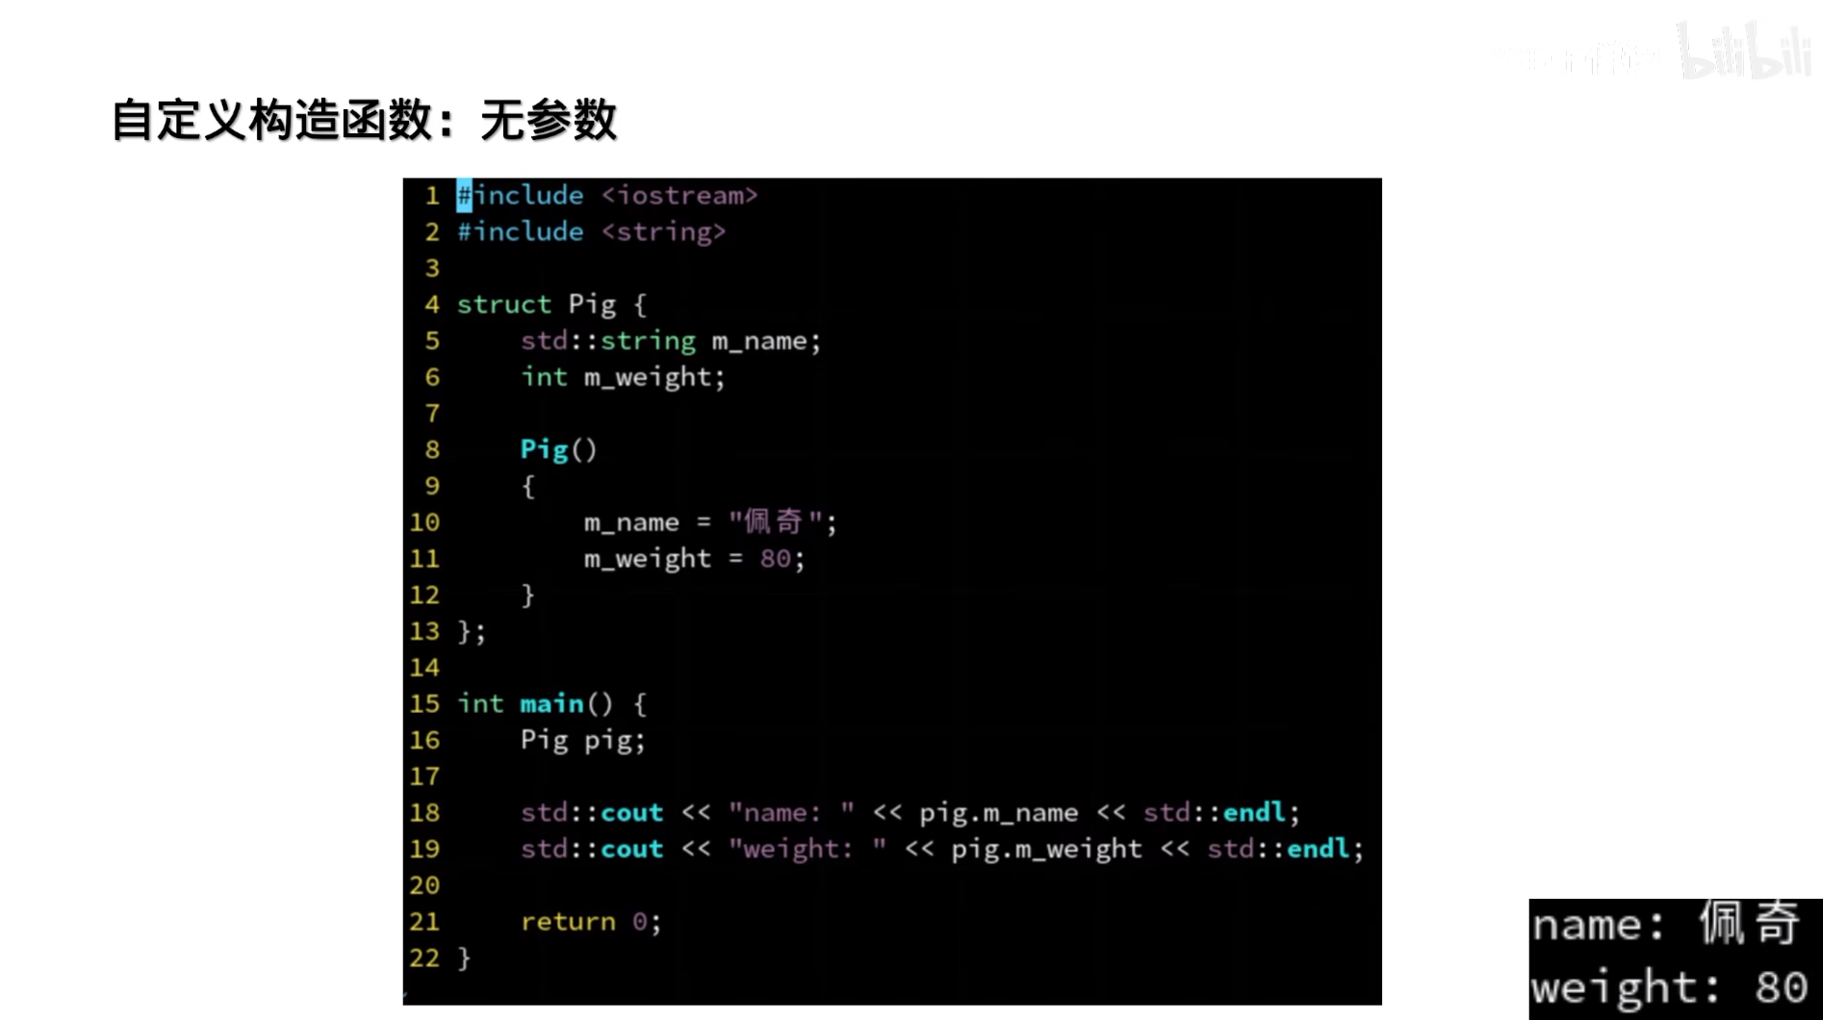 bilibili
自定义构造函数：无参数
1 #include <iostream>
2 #include <string>
3
4 struct Pig {
5     std::string m_name;
6     int m_weight;
7
8     Pig()
9     {
10         m_name = "佩奇";
11         m_weight = 80;
12     }
13 };
14
15 int main() {
16     Pig pig;
17
18     std::cout << "name: " << pig.m_name << std::endl;
19     std::cout << "weight: " << pig.m_weight << std::endl;
20
21     return 0;
22 }
name: 佩奇
weight: 80